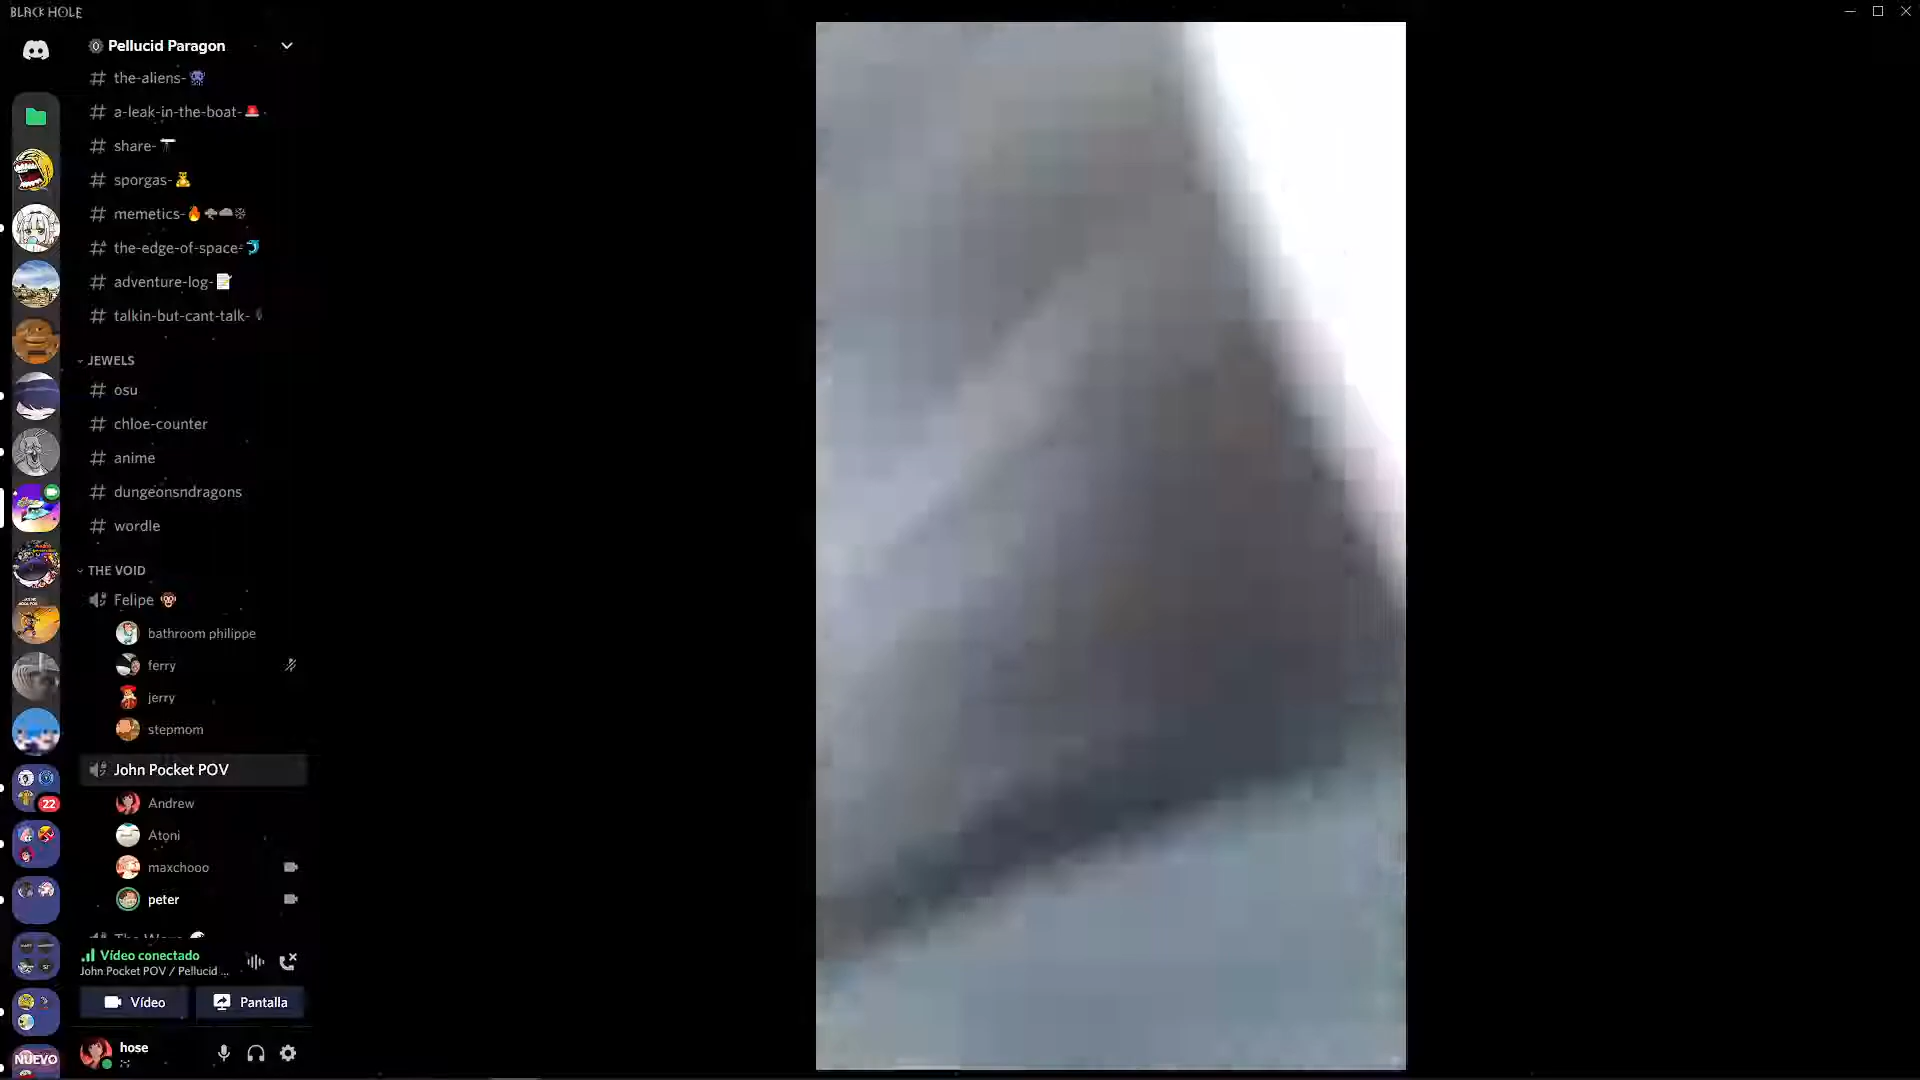 BLACK HOLE
Pellucid Paragon
the-aliens-
a-leak-in-the-boat-
share-
sporgas-
memetics-
the-edge-of-space-
adventure-log-
talkin-but-cant-talk-
JEWELS
osu
chloe-counter
anime
dungeonsndragons
wordle
THE VOID
Felipe
bathroom philippe
ferry
jerry
stepmom
John Pocket POV
Andrew
Atoni
maxchooo
22
peter
Vídeo conectado
John Pocket POV / Pellucid ...
Vídeo
Pantalla
hose
NUEVO